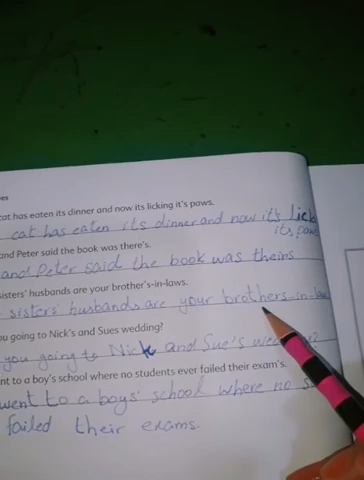 es
cat has eaten its dinner and now its licking it's paws.
cat has eaten its dinner and now it's lick
its paws
and Peter said the book was there's.
and Peter said the book was theirs
sisters' husbands are your brother's-in-laws.
sisters' husbands are your brothers-in-law
u going to Nick's and Sues wedding?
you going to Nick and Sue's
nt to a boy's school where no students ever failed their exam's.
went to a boys' school where no
failed their exams.